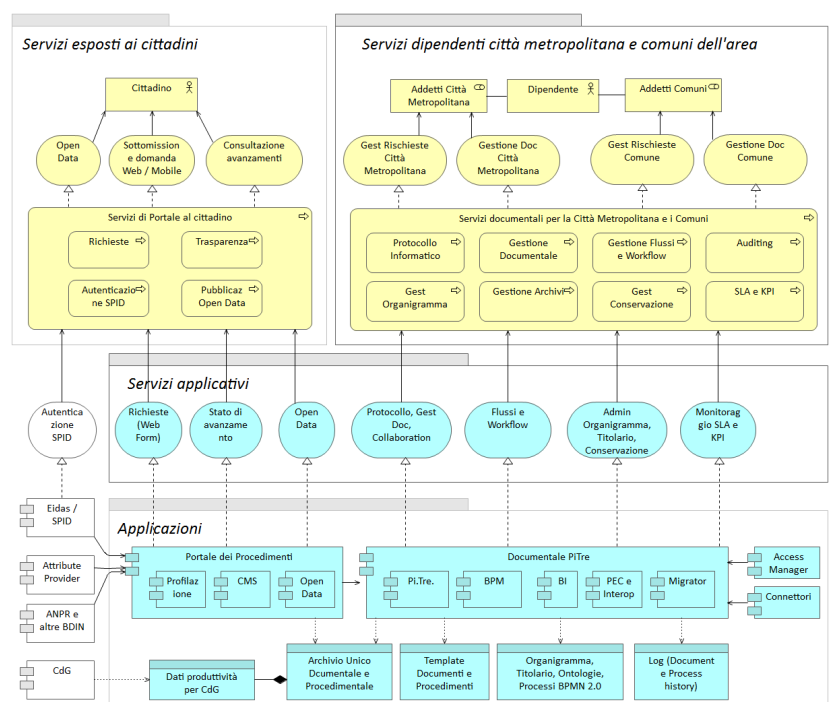 Servizi esposti ai cittadini
Servizi dipendenti città metropolitana e comuni dell'area
Cittadino
Addetti Città
Metropolitana
Dipendente
Addetti Comuni
Open
Data
Sottomission
e domanda
Web / Mobile
Consultazione
avanzamenti
Gest Rischieste
Città
Metropolitana
Gestione Doc
Città
Metropolitana
Gest Rischieste
Comune
Gestione Doc
Comune
Servizi di Portale al cittadino
Richieste
Trasparenza
Autenticazio
ne SPID
Pubblicaz
Open Data
Servizi documentali per la Città Metropolitana e i Comuni
Protocollo
Informatico
Gestione
Documentale
Gestione Flussi
e Workflow
Auditing
Gest
Organigramma
Gestione Archivi
Gest
Conservazione
SLA e KPI
Servizi applicativi
Autentica
zione
SPID
Richieste
(Web
Form)
Stato di
avanzame
nto
Open
Data
Protocollo, Gest
Doc,
Collaboration
Flussi e
Workflow
Admin
Organigramma,
Titolario,
Conservazione
Monitorag
gio SLA e
KPI
Applicazioni
Eidas /
SPID
Attribute
Provider
ANPR e
altre BDIN
CdG
Portale dei Procedimenti
Profilaz
ione
CMS
Open
Data
Documentale PiTre
Pi.Tre.
BPM
BI
PEC e
Interop
Migrator
Access
Manager
Connettori
Dati produttività
per CdG
Archivio Unico
Dcumentale e
Procedimentale
Template
Documenti e
Procedimenti
Organigramma,
Titolario, Ontologie,
Processi BPMN 2.0
Log (Document
e Process
history)